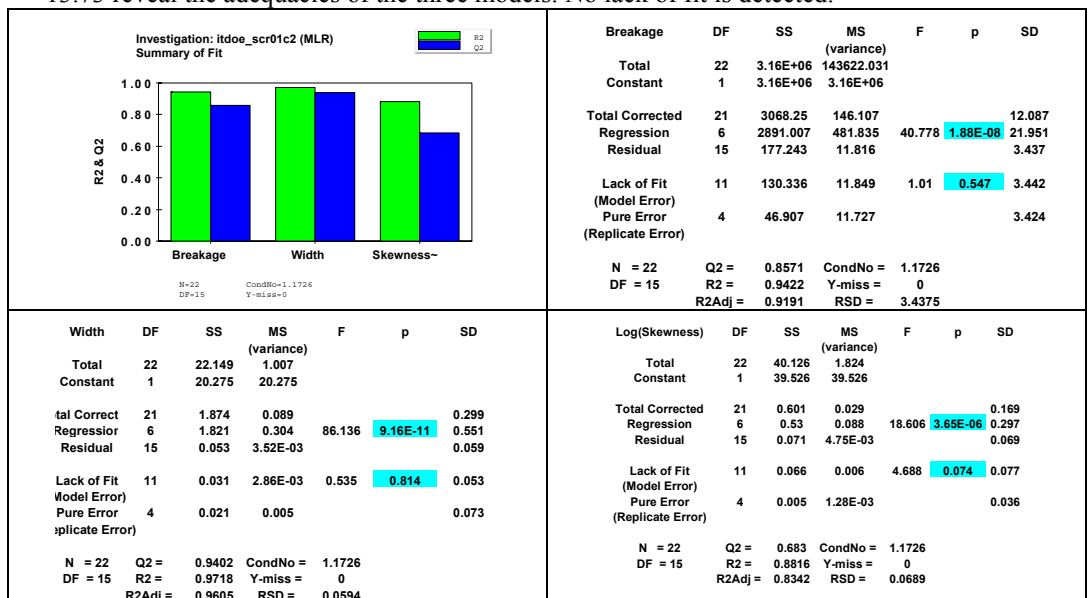 13.75 reveal the adequacies of the three models. No lack of fit is detected.
Investigation: itdoe_scr01c2 (MLR)
Summary of Fit
R2
Q2
1.00
0.80
0.60
0.40
0.20
0.00
R2 & Q2
Breakage Width Skewness~
N=22 CondNo=1.1726
DF=15 Y-miss=0
Breakage DF SS MS F p SD
(variance)
Total 22 3.16E+06 143622.031
Constant 1 3.16E+06 3.16E+06
Total Corrected 21 3068.25 146.107 12.087
Regression 6 2891.007 481.835 40.778 1.88E-08 21.951
Residual 15 177.243 11.816 3.437
Lack of Fit 11 130.336 11.849 1.01 0.547 3.442
(Model Error)
Pure Error 4 46.907 11.727 3.424
(Replicate Error)
N = 22 Q2 = 0.8571 CondNo = 1.1726
DF = 15 R2 = 0.9422 Y-miss = 0
R2Adj = 0.9191 RSD = 3.4375
Width DF SS MS F p SD
(variance)
Total 22 22.149 1.007
Constant 1 20.275 20.275
tal Correct 21 1.874 0.089 0.299
Regression 6 1.821 0.304 86.136 9.16E-11 0.551
Residual 15 0.053 3.52E-03 0.059
Lack of Fit 11 0.031 2.86E-03 0.535 0.814 0.053
Model Error)
Pure Error 4 0.021 0.005 0.073
eplicate Error)
N = 22 Q2 = 0.9402 CondNo = 1.1726
DF = 15 R2 = 0.9718 Y-miss = 0
R2Adj = 0.9605 RSD = 0.0594
Log(Skewness) DF SS MS F p SD
(variance)
Total 22 40.126 1.824
Constant 1 39.526 39.526
Total Corrected 21 0.601 0.029 0.169
Regression 6 0.53 0.088 18.606 3.65E-06 0.297
Residual 15 0.071 4.75E-03 0.069
Lack of Fit 11 0.066 0.006 4.688 0.074 0.077
(Model Error)
Pure Error 4 0.005 1.28E-03 0.036
(Replicate Error)
N = 22 Q2 = 0.683 CondNo = 1.1726
DF = 15 R2 = 0.8816 Y-miss = 0
R2Adj = 0.8342 RSD = 0.0689